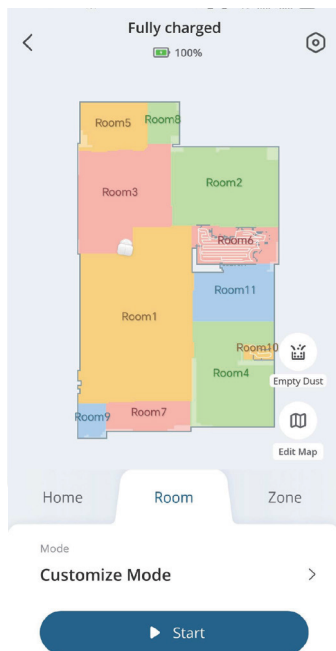 Fully charged
100%
Room5
Room8
Room3
Room2
Room6
Room11
Room1
Room10
Room4
Empty Dust
Room9
Room7
Edit Map
Home
Room
Zone
Mode
Customize Mode
Start